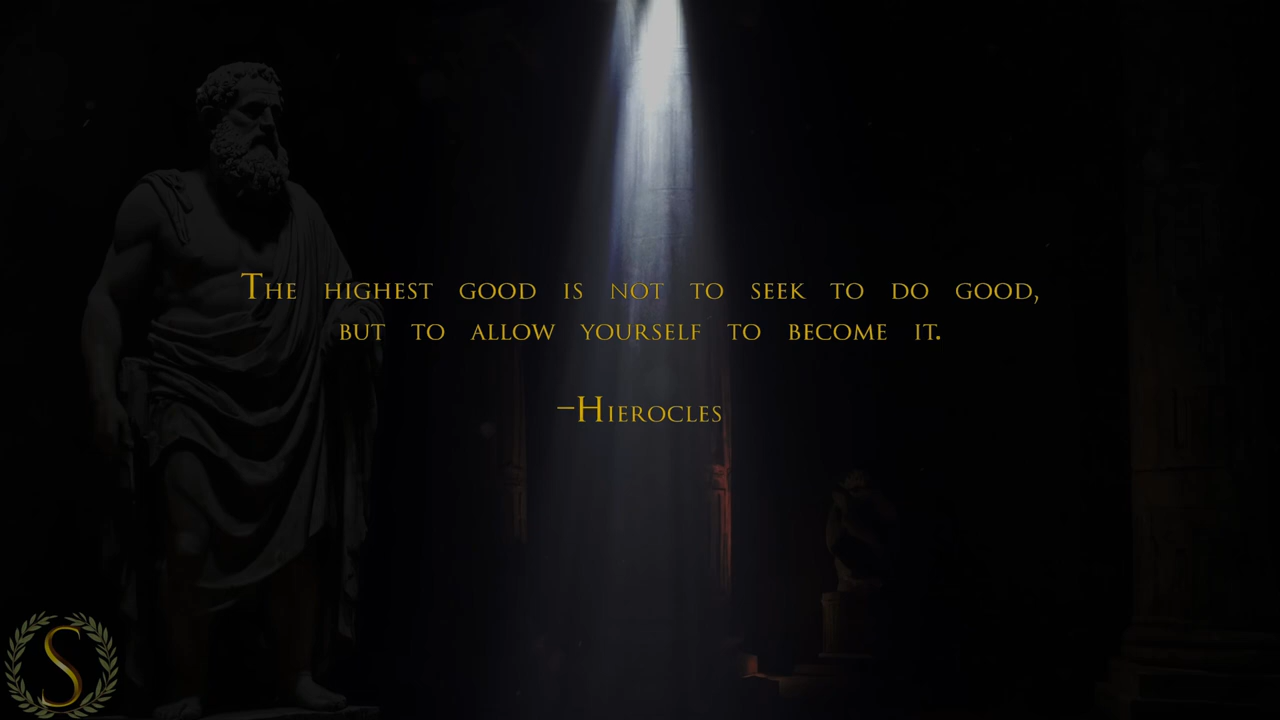 The highest good is not to seek to do good,
but to allow yourself to become it.
–Hierocles
S